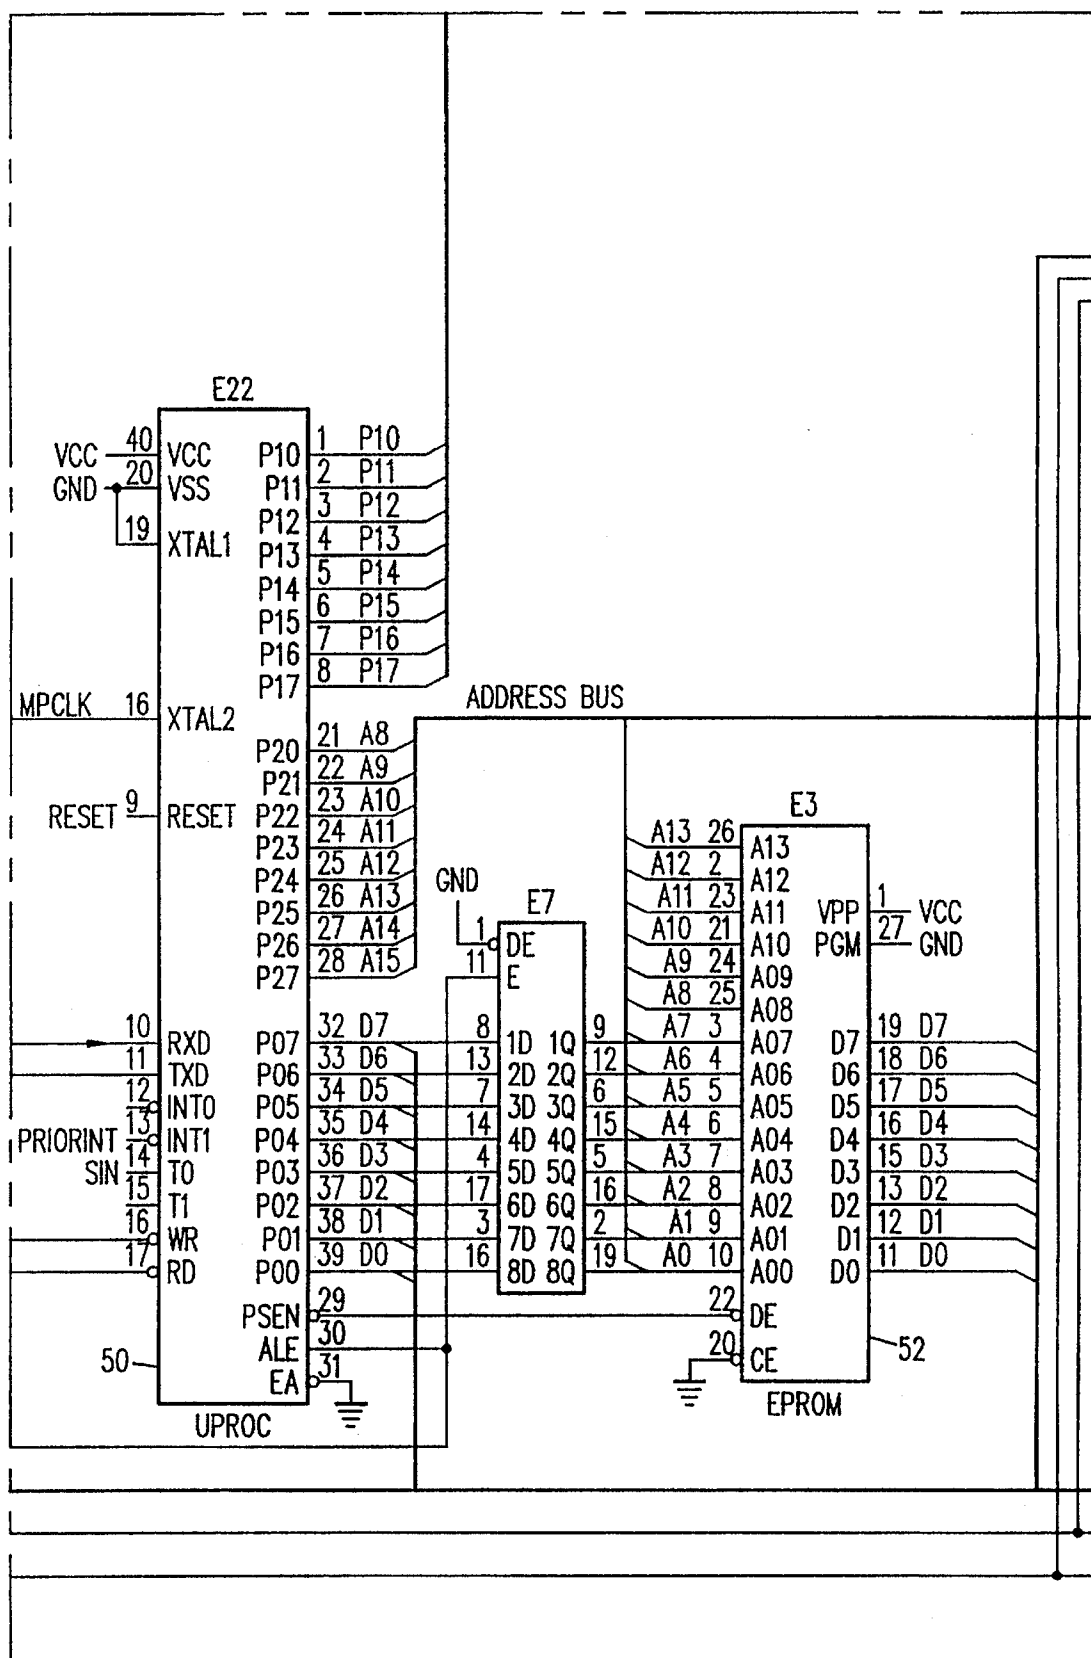 E22
VCC 40 VCC P10 1 P10
GND 20 VSS P11 2 P11
P12 3 P12
19 XTAL1 P13 4 P13
P14 5 P14
P15 6 P15
P16 7 P16
P17 8 P17
MPCLK 16 XTAL2
ADDRESS BUS
P20 21 A8
P21 22 A9
RESET 9 RESET P22 23 A10
P23 24 A11
P24 25 A12
P25 26 A13
P26 27 A14
P27 28 A15
10 RXD P07 32 D7
11 TXD P06 33 D6
12 INT0 P05 34 D5
PRIORINT 13 INT1 P04 35 D4
SIN 14 T0 P03 36 D3
15 T1 P02 37 D2
16 WR P01 38 D1
17 RD P00 39 D0
PSEN 29
ALE 30
EA 31
50
UPROC
GND
E7
1 DE
11 E
8 1D 1Q 9
13 2D 2Q 12
7 3D 3Q 6
14 4D 4Q 15
4 5D 5Q 5
17 6D 6Q 16
3 7D 7Q 2
16 8D 8Q 19
E3
A13 26 A13
A12 2 A12
A11 23 A11 VPP 1 VCC
A10 21 A10 PGM 27 GND
A9 24 A09
A8 25 A08
A7 3 A07 D7 19 D7
A6 4 A06 D6 18 D6
A5 5 A05 D5 17 D5
A4 6 A04 D4 16 D4
A3 7 A03 D3 15 D3
A2 8 A02 D2 13 D2
A1 9 A01 D1 12 D1
A0 10 A00 D0 11 D0
22 DE
20 CE
52
EPROM